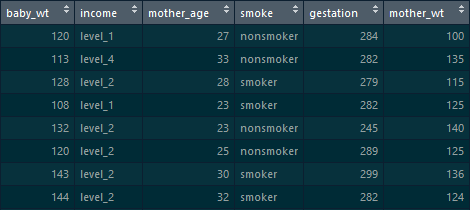 baby_wt income mother_age smoke gestation mother_wt
120 level_1 27 nonsmoker 284 100
113 level_4 33 nonsmoker 282 135
128 level_2 28 smoker 279 115
108 level_1 23 smoker 282 125
132 level_2 23 nonsmoker 245 140
120 level_2 25 nonsmoker 289 125
143 level_2 30 smoker 299 136
144 level_2 32 smoker 282 124